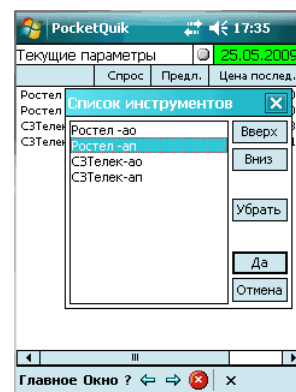 PocketQuik 17:35
Текущие параметры 25.05.2009
Спрос Предл. Цена послед.
Ростел
Ростел
СЗТелек
СЗТелек
Список инструментов
Ростел -ао
Ростел -ап
СЗТелек-ао
СЗТелек-ап
Вверх
Вниз
Убрать
Да
Отмена
Главное Окно ?